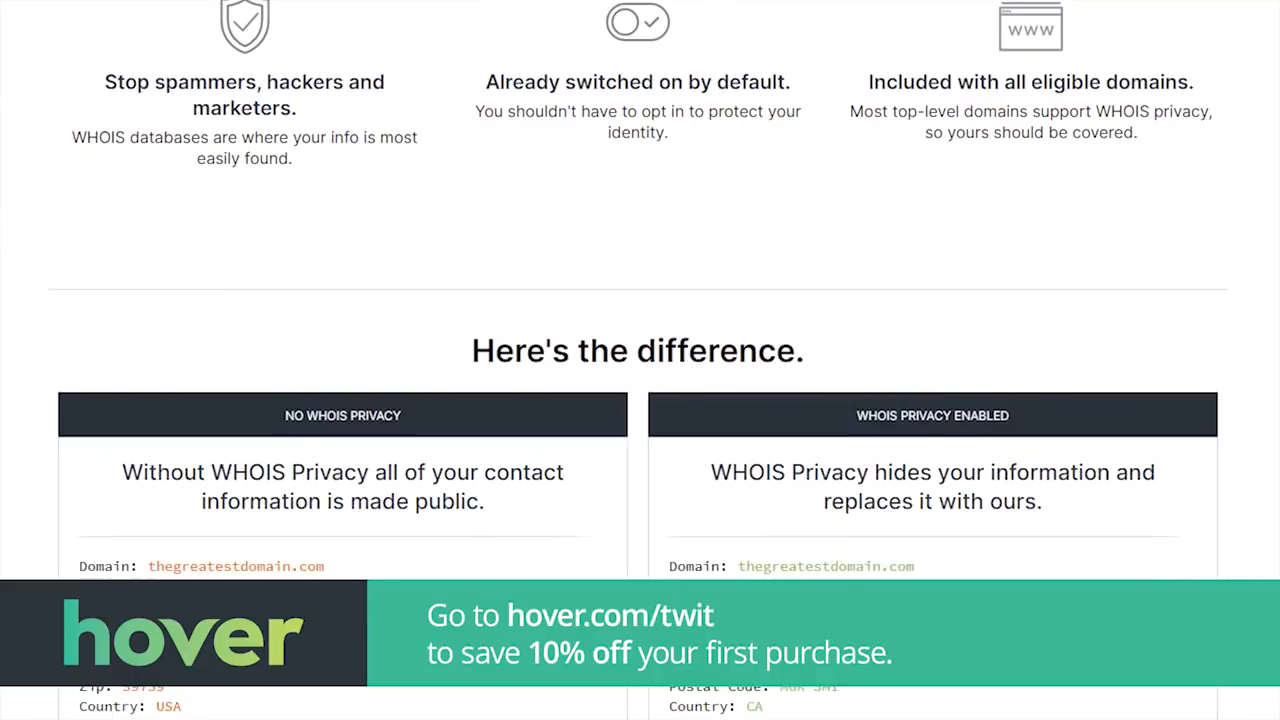 WWW
Stop spammers, hackers and
marketers.
WHOIS databases are where your info is most
easily found.
Already switched on by default.
You shouldn't have to opt in to protect your
identity.
Included with all eligible domains.
Most top-level domains support WHOIS privacy,
so yours should be covered.
Here's the difference.
NO WHOIS PRIVACY
Without WHOIS Privacy all of your contact
information is made public.
Domain: thegreatestdomain.com
WHOIS PRIVACY ENABLED
WHOIS Privacy hides your information and
replaces it with ours.
Domain: thegreatestdomain.com
hover
Go to hover.com/twit
to save 10% off your first purchase.
Zip: 59759
Country: USA
Postal Code:
Country: CA